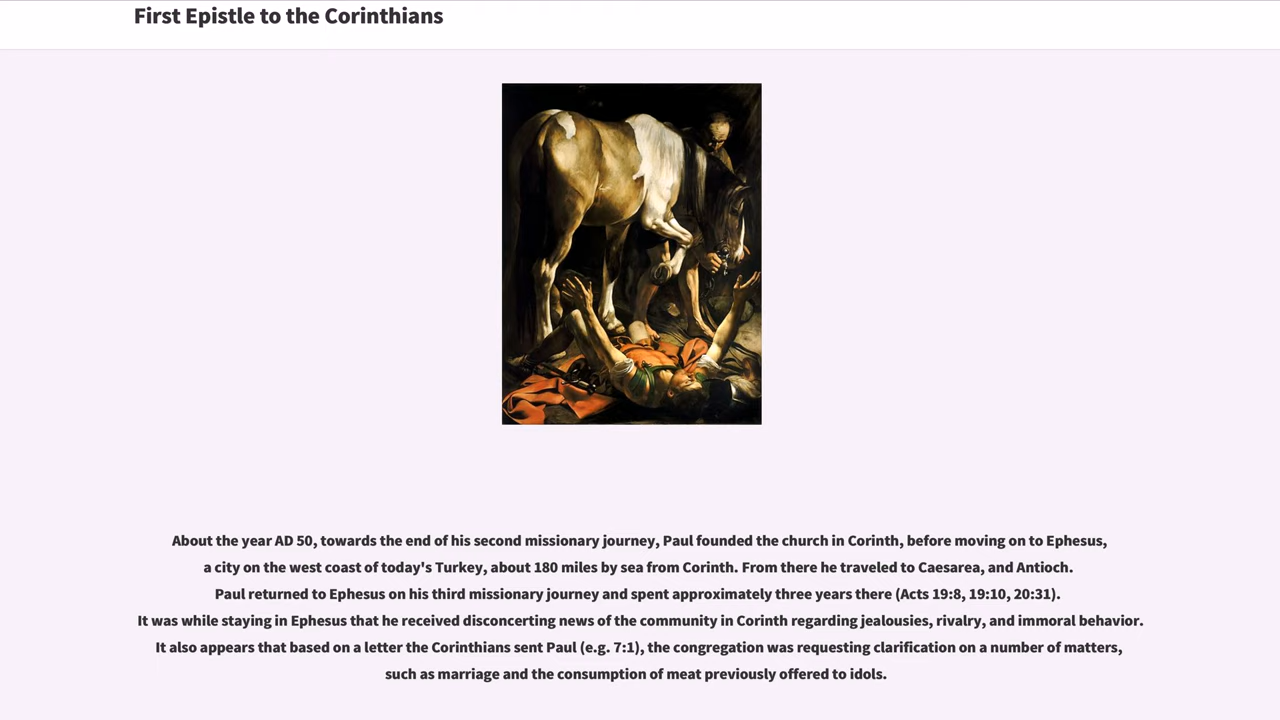 First Epistle to the Corinthians
About the year AD 50, towards the end of his second missionary journey, Paul founded the church in Corinth, before moving on to Ephesus,
a city on the west coast of today's Turkey, about 180 miles by sea from Corinth. From there he traveled to Caesarea, and Antioch.
Paul returned to Ephesus on his third missionary journey and spent approximately three years there (Acts 19:8, 19:10, 20:31).
It was while staying in Ephesus that he received disconcerting news of the community in Corinth regarding jealousies, rivalry, and immoral behavior.
It also appears that based on a letter the Corinthians sent Paul (e.g. 7:1), the congregation was requesting clarification on a number of matters,
such as marriage and the consumption of meat previously offered to idols.